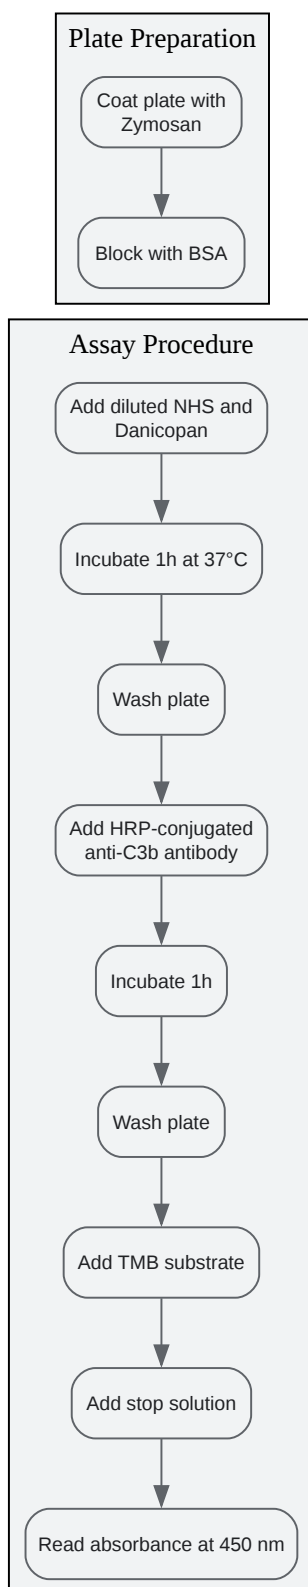 Plate Preparation
Coat plate with
Zymosan
Block with BSA
Assay Procedure
Add diluted NHS and
Danicopan
Incubate 1h at 37°C
Wash plate
Add HRP-conjugated
anti-C3b antibody
Incubate 1h
Wash plate
Add TMB substrate
Add stop solution
Read absorbance at 450 nm